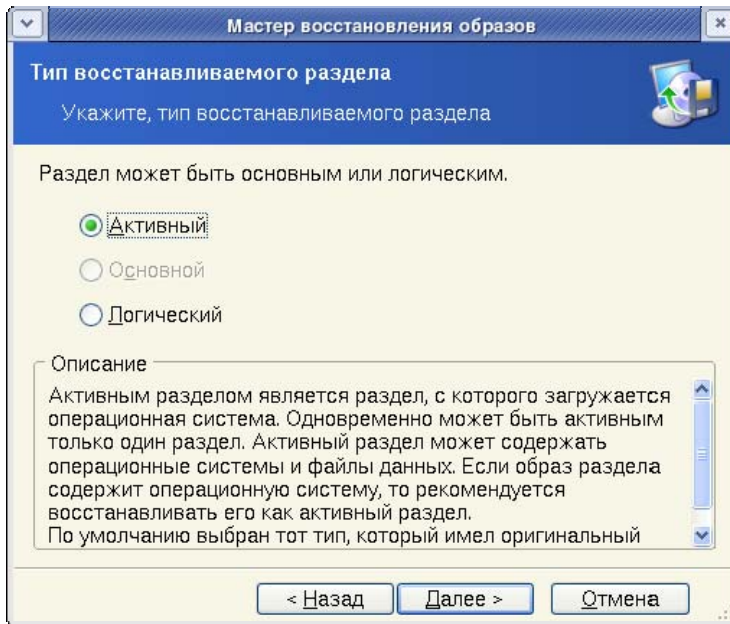 Мастер восстановления образов
Тип восстанавливаемого раздела
Укажите, тип восстанавливаемого раздела
Раздел может быть основным или логическим.
Активный
Основной
Логический
Описание
Активным разделом является раздел, с которого загружается
операционная система. Одновременно может быть активным
только один раздел. Активный раздел может содержать
операционные системы и файлы данных. Если образ раздела
содержит операционную систему, то рекомендуется
восстанавливать его как активный раздел.
По умолчанию выбран тот тип, который имел оригинальный
< Назад
Далее >
Отмена